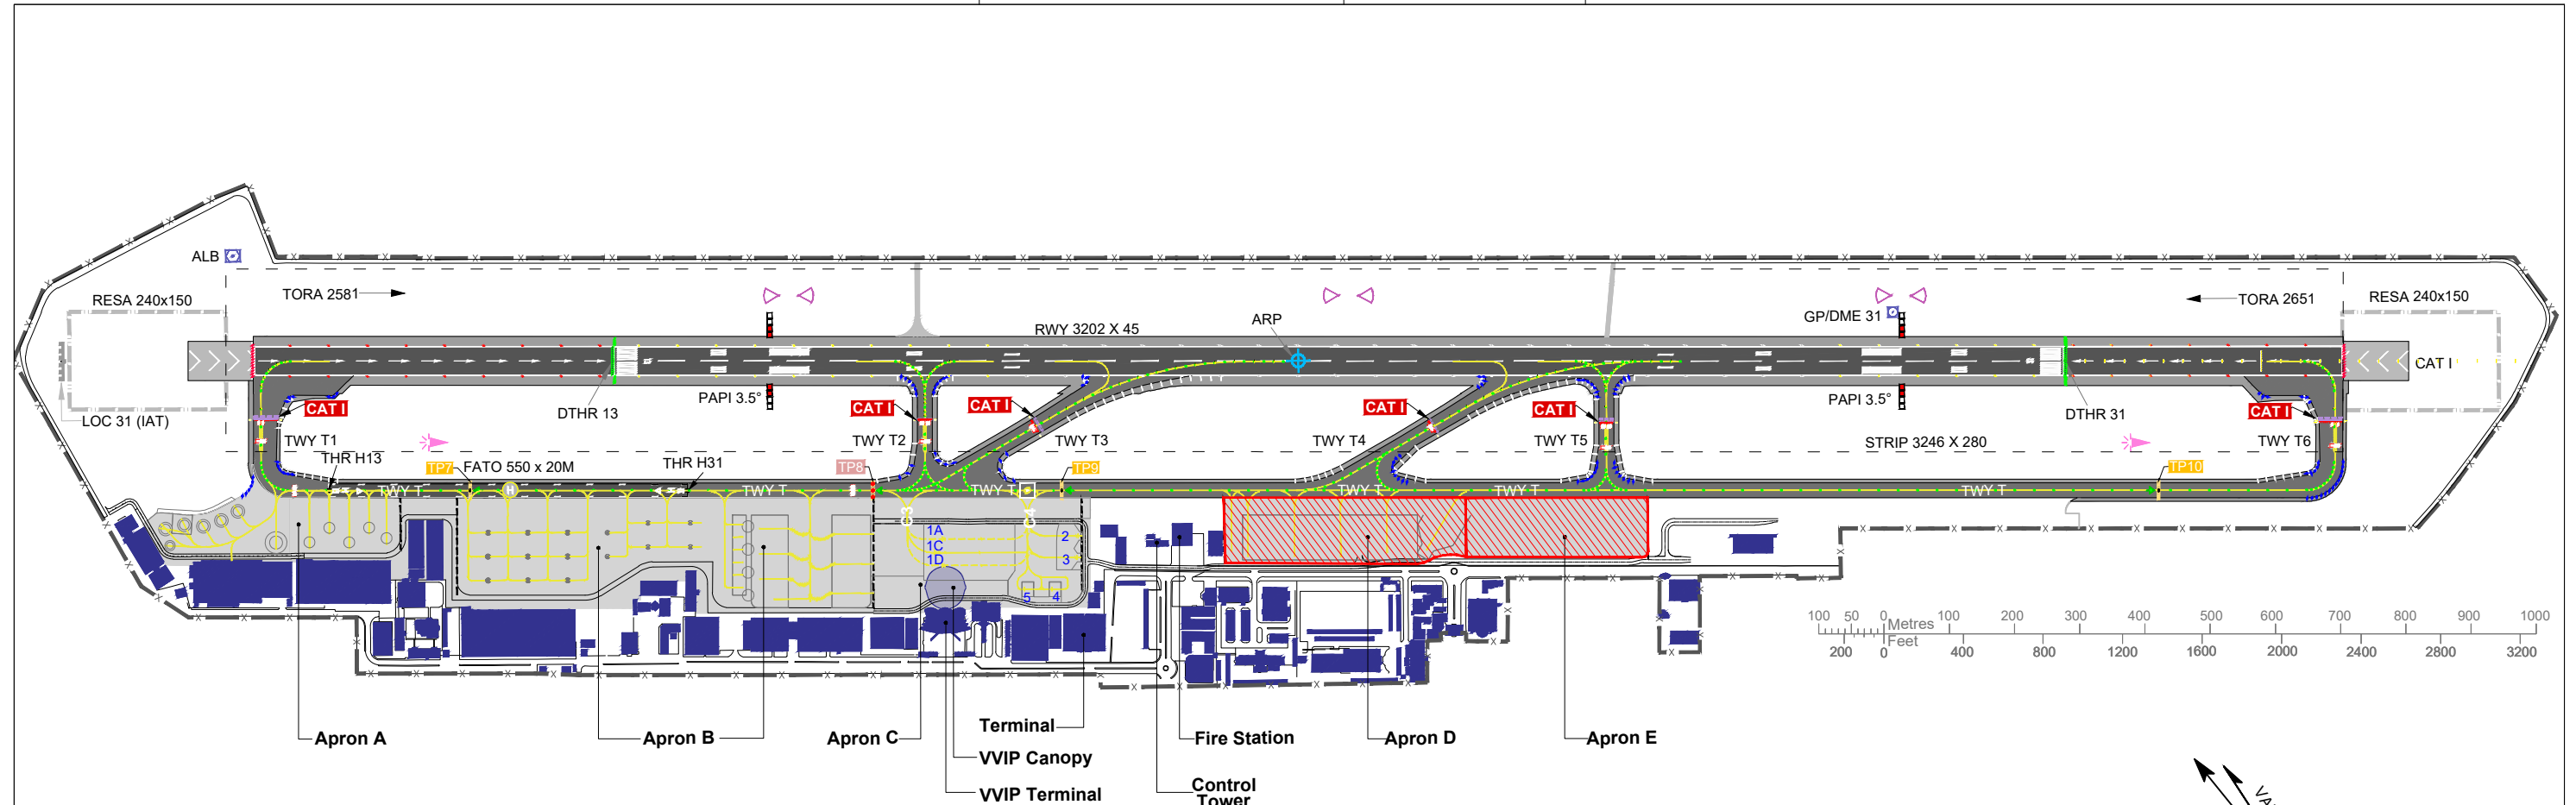 ALB
RESA 240x150
TORA 2581
RWY 3202 X 45
ARP
GP/DME 31
TORA 2651
RESA 240x150
CAT I
LOC 31 (IAT)
CAT I
DTHR 13
PAPI 3.5°
CAT I
CAT I
CAT I
CAT I
PAPI 3.5°
DTHR 31
CAT I
TWY T1
TWY T2
TWY T3
TWY T4
TWY T5
STRIP 3246 X 280
TWY T6
THR H13
TP7
FATO 550 x 20M
THR H31
TP8
TP9
TP10
TWY T
H
TWY T
TWY T
TWY T
TWY T
TWY T
C3
C4
1A
1C
1D
2
3
5
4
100 50 0 100 200 300 400 500 600 700 800 900 1000
Metres
Feet
200 0 400 800 1200 1600 2000 2400 2800 3200
Apron A
Apron B
Apron C
Terminal
VVIP Canopy
VVIP Terminal
Fire Station
Control
Tower
Apron D
Apron E